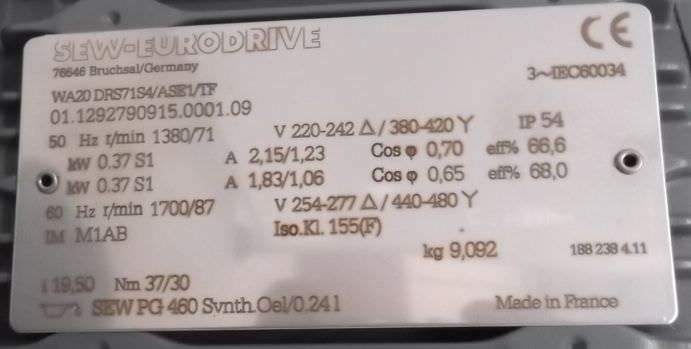 SEW-EURODRIVE
CE
76646 Bruchsal/Germany
3~IEC60034
WA20 DRS71S4/ASE1/TF
01.1292790915.0001.09
50 Hz r/min 1380/71 V 220-242 Δ/380-420 Y IP 54
kW 0.37 S1 A 2,15/1,23 Cos φ 0,70 eff% 66,6
kW 0.37 S1 A 1,83/1,06 Cos φ 0,65 eff% 68,0
60 Hz r/min 1700/87 V 254-277 Δ/440-480 Y
IM M1AB Iso.Kl. 155(F)
kg 9,092 188 238 4.11
i 19,50 Nm 37/30
SEW PG 460 Synth.Oel/0.24 l Made in France